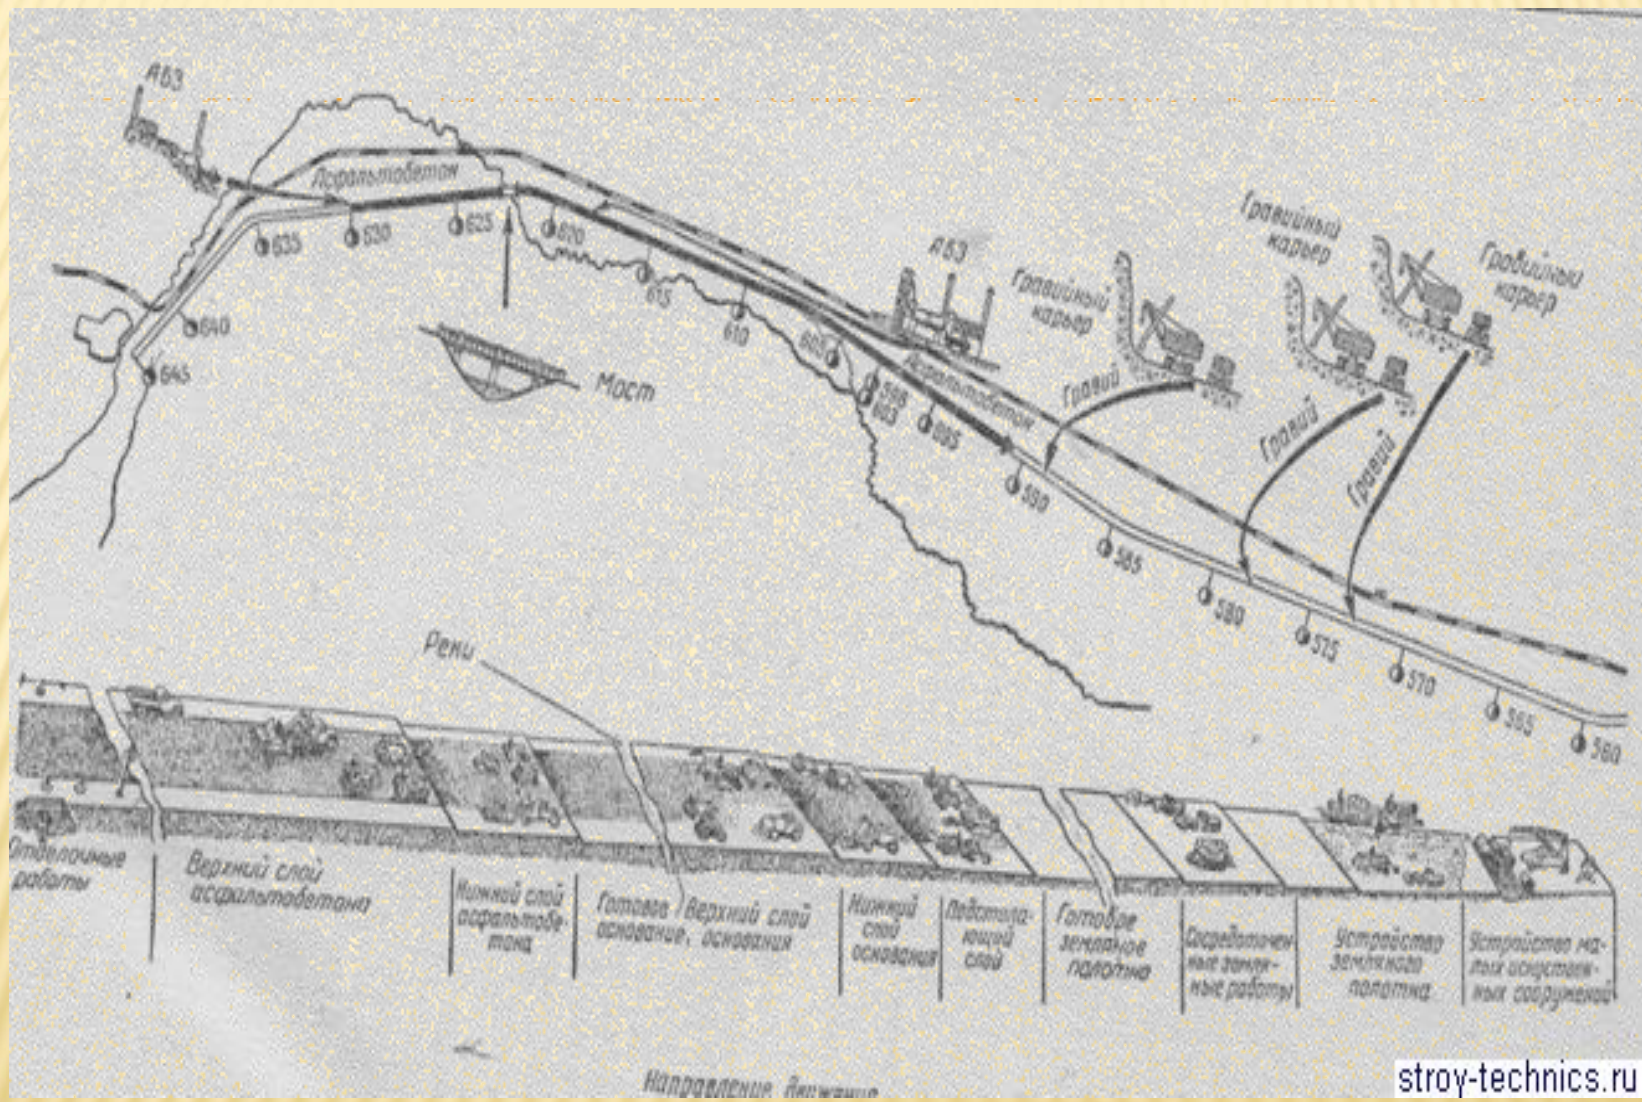 АБЗ
Асфальтобетон
635
630
625
620
615
610
640
645
Мост
АБЗ
Асфальтобетон
Гравийный
карьер
Гравийный
карьер
Гравийный
карьер
Гравий
Гравий
Гравий
603
595
590
585
580
575
570
565
560
Реки
Отделочные
работы
Верхний слой
асфальтобетона
Нижний слой
асфальтобе-
тона
Готовое
основание,
Верхний слой
основания
Нижний
слой
основания
Подстила-
ющий
слой
Готовое
земляное
полотно
Сосредоточен
ные земля-
ные работы
Устройство
земляного
полотна
Устройство ма-
лых искусствен-
ных сооружений
Направление движения
stroy-technics.ru